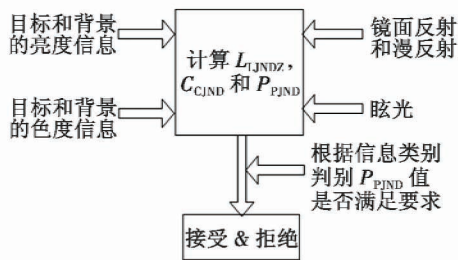 目标和背景
的亮度信息
计算 L_LJNDZ,
C_CJND 和 P_PJND
镜面反射
和漫反射
目标和背景
的色度信息
眩光
根据信息类别
判别 P_PJND 值
是否满足要求
接受 & 拒绝